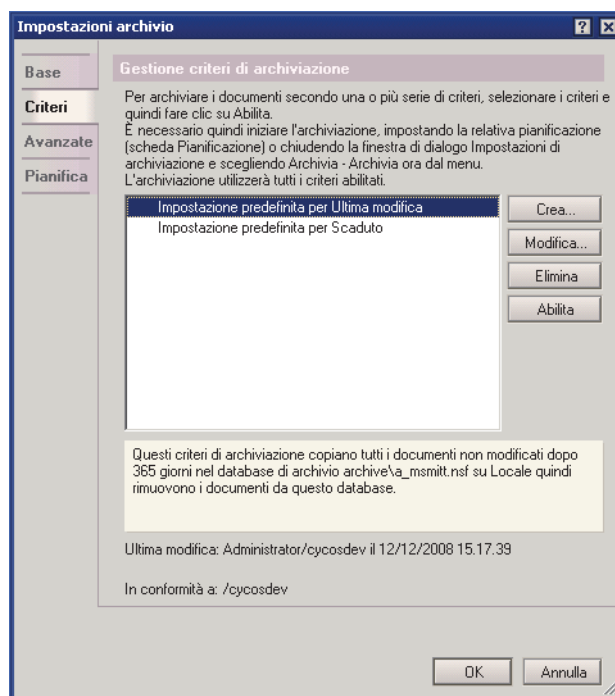 Impostazioni archivio
Base
Criteri
Avanzate
Pianifica
Gestione criteri di archiviazione
Per archiviare i documenti secondo una o più serie di criteri, selezionare i criteri e
quindi fare clic su Abilita.
È necessario quindi iniziare l'archiviazione, impostando la relativa pianificazione
(scheda Pianificazione) o chiudendo la finestra di dialogo Impostazioni di
archiviazione e scegliendo Archivia - Archivia ora dal menu.
L'archiviazione utilizzerà tutti i criteri abilitati.
Impostazione predefinita per Ultima modifica
Impostazione predefinita per Scaduto
Crea...
Modifica...
Elimina
Abilita
Questi criteri di archiviazione copiano tutti i documenti non modificati dopo
365 giorni nel database di archivio archive\a_msmitt.nsf su Locale quindi
rimuovono i documenti da questo database.
Ultima modifica: Administrator/cycosdev il 12/12/2008 15.17.39
In conformità a: /cycosdev
OK
Annulla